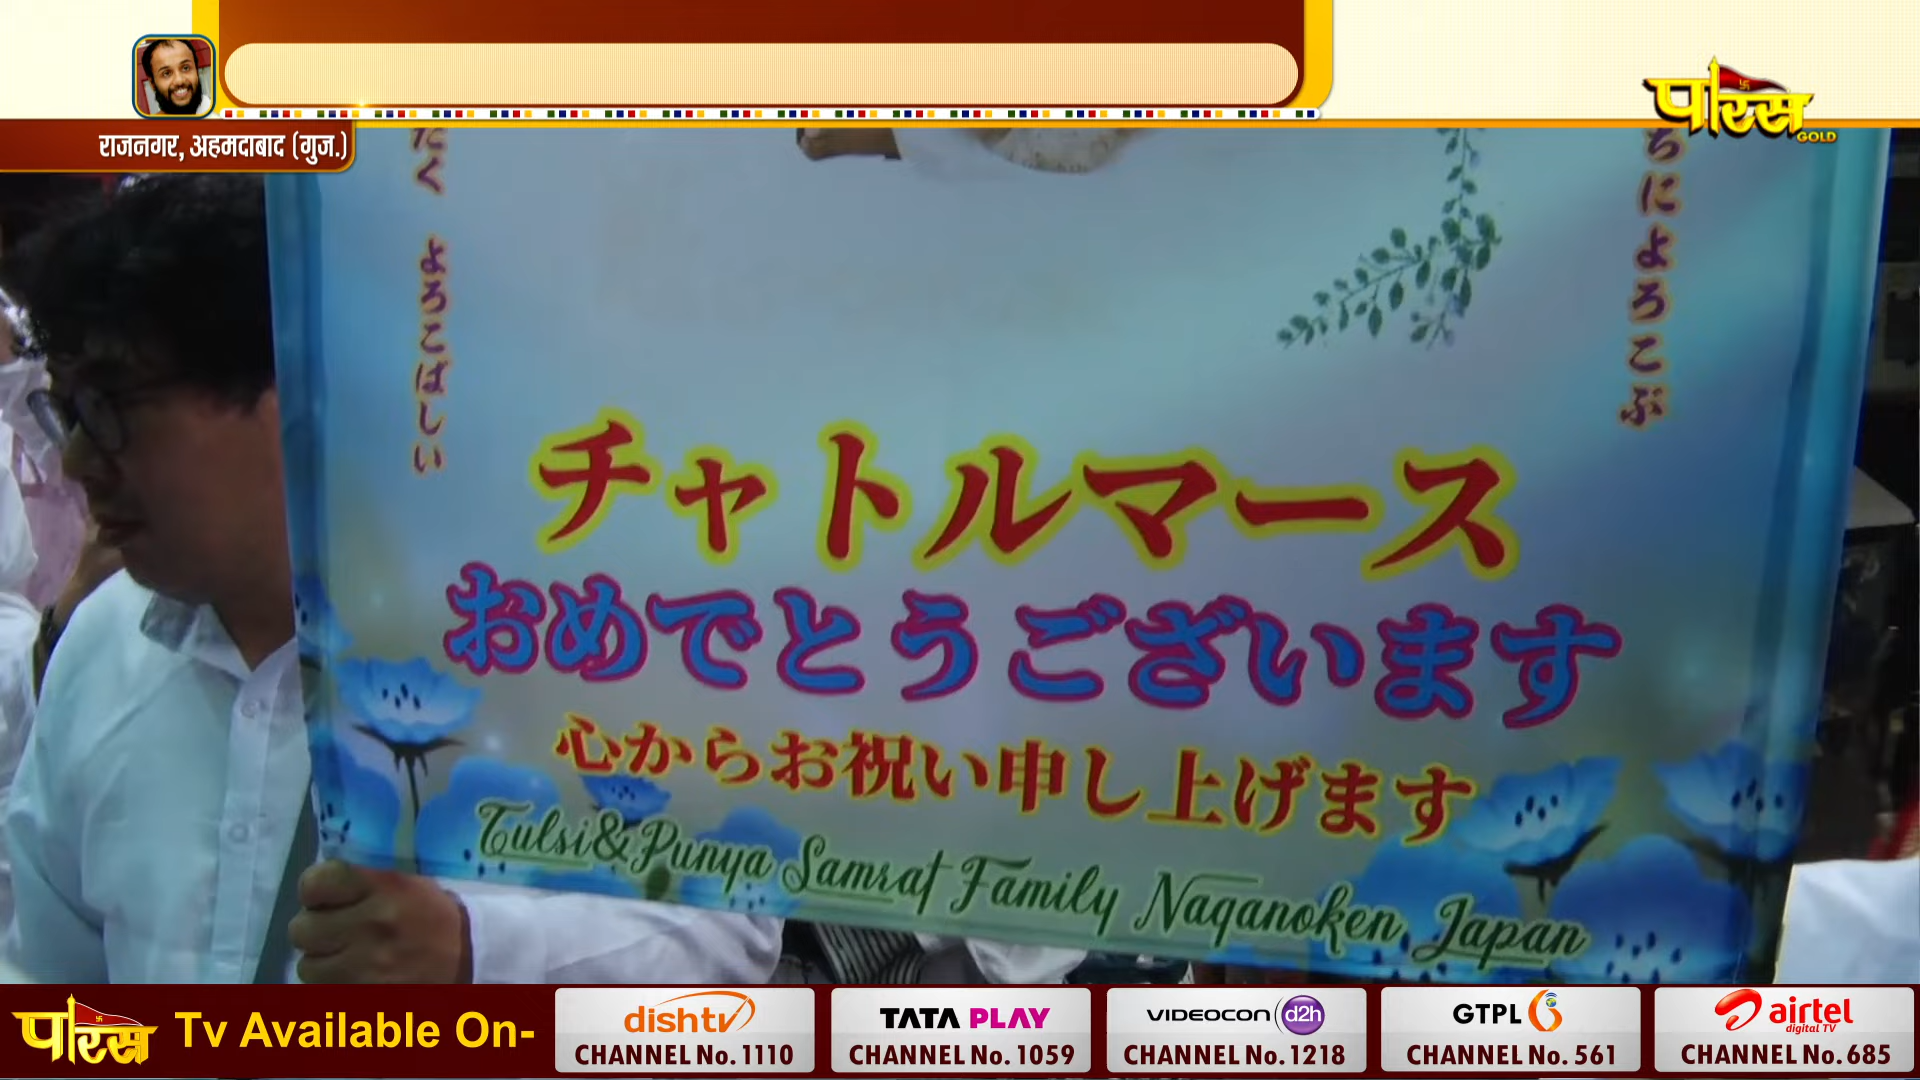 पारस
GOLD
राजनगर, अहमदाबाद (गुज.)
よろこばしい
ちによろこぶ
チャトルマース
おめでとうございます
心からお祝い申し上げます
Tulsi&Punya Samrat Family Naganoken, Japan
पारस Tv Available On-
dishtv
CHANNEL No. 1110
TATA PLAY
CHANNEL No. 1059
VIDEOCON d2h
CHANNEL No. 1218
GTPL
CHANNEL No. 561
airtel
digital TV
CHANNEL No. 685